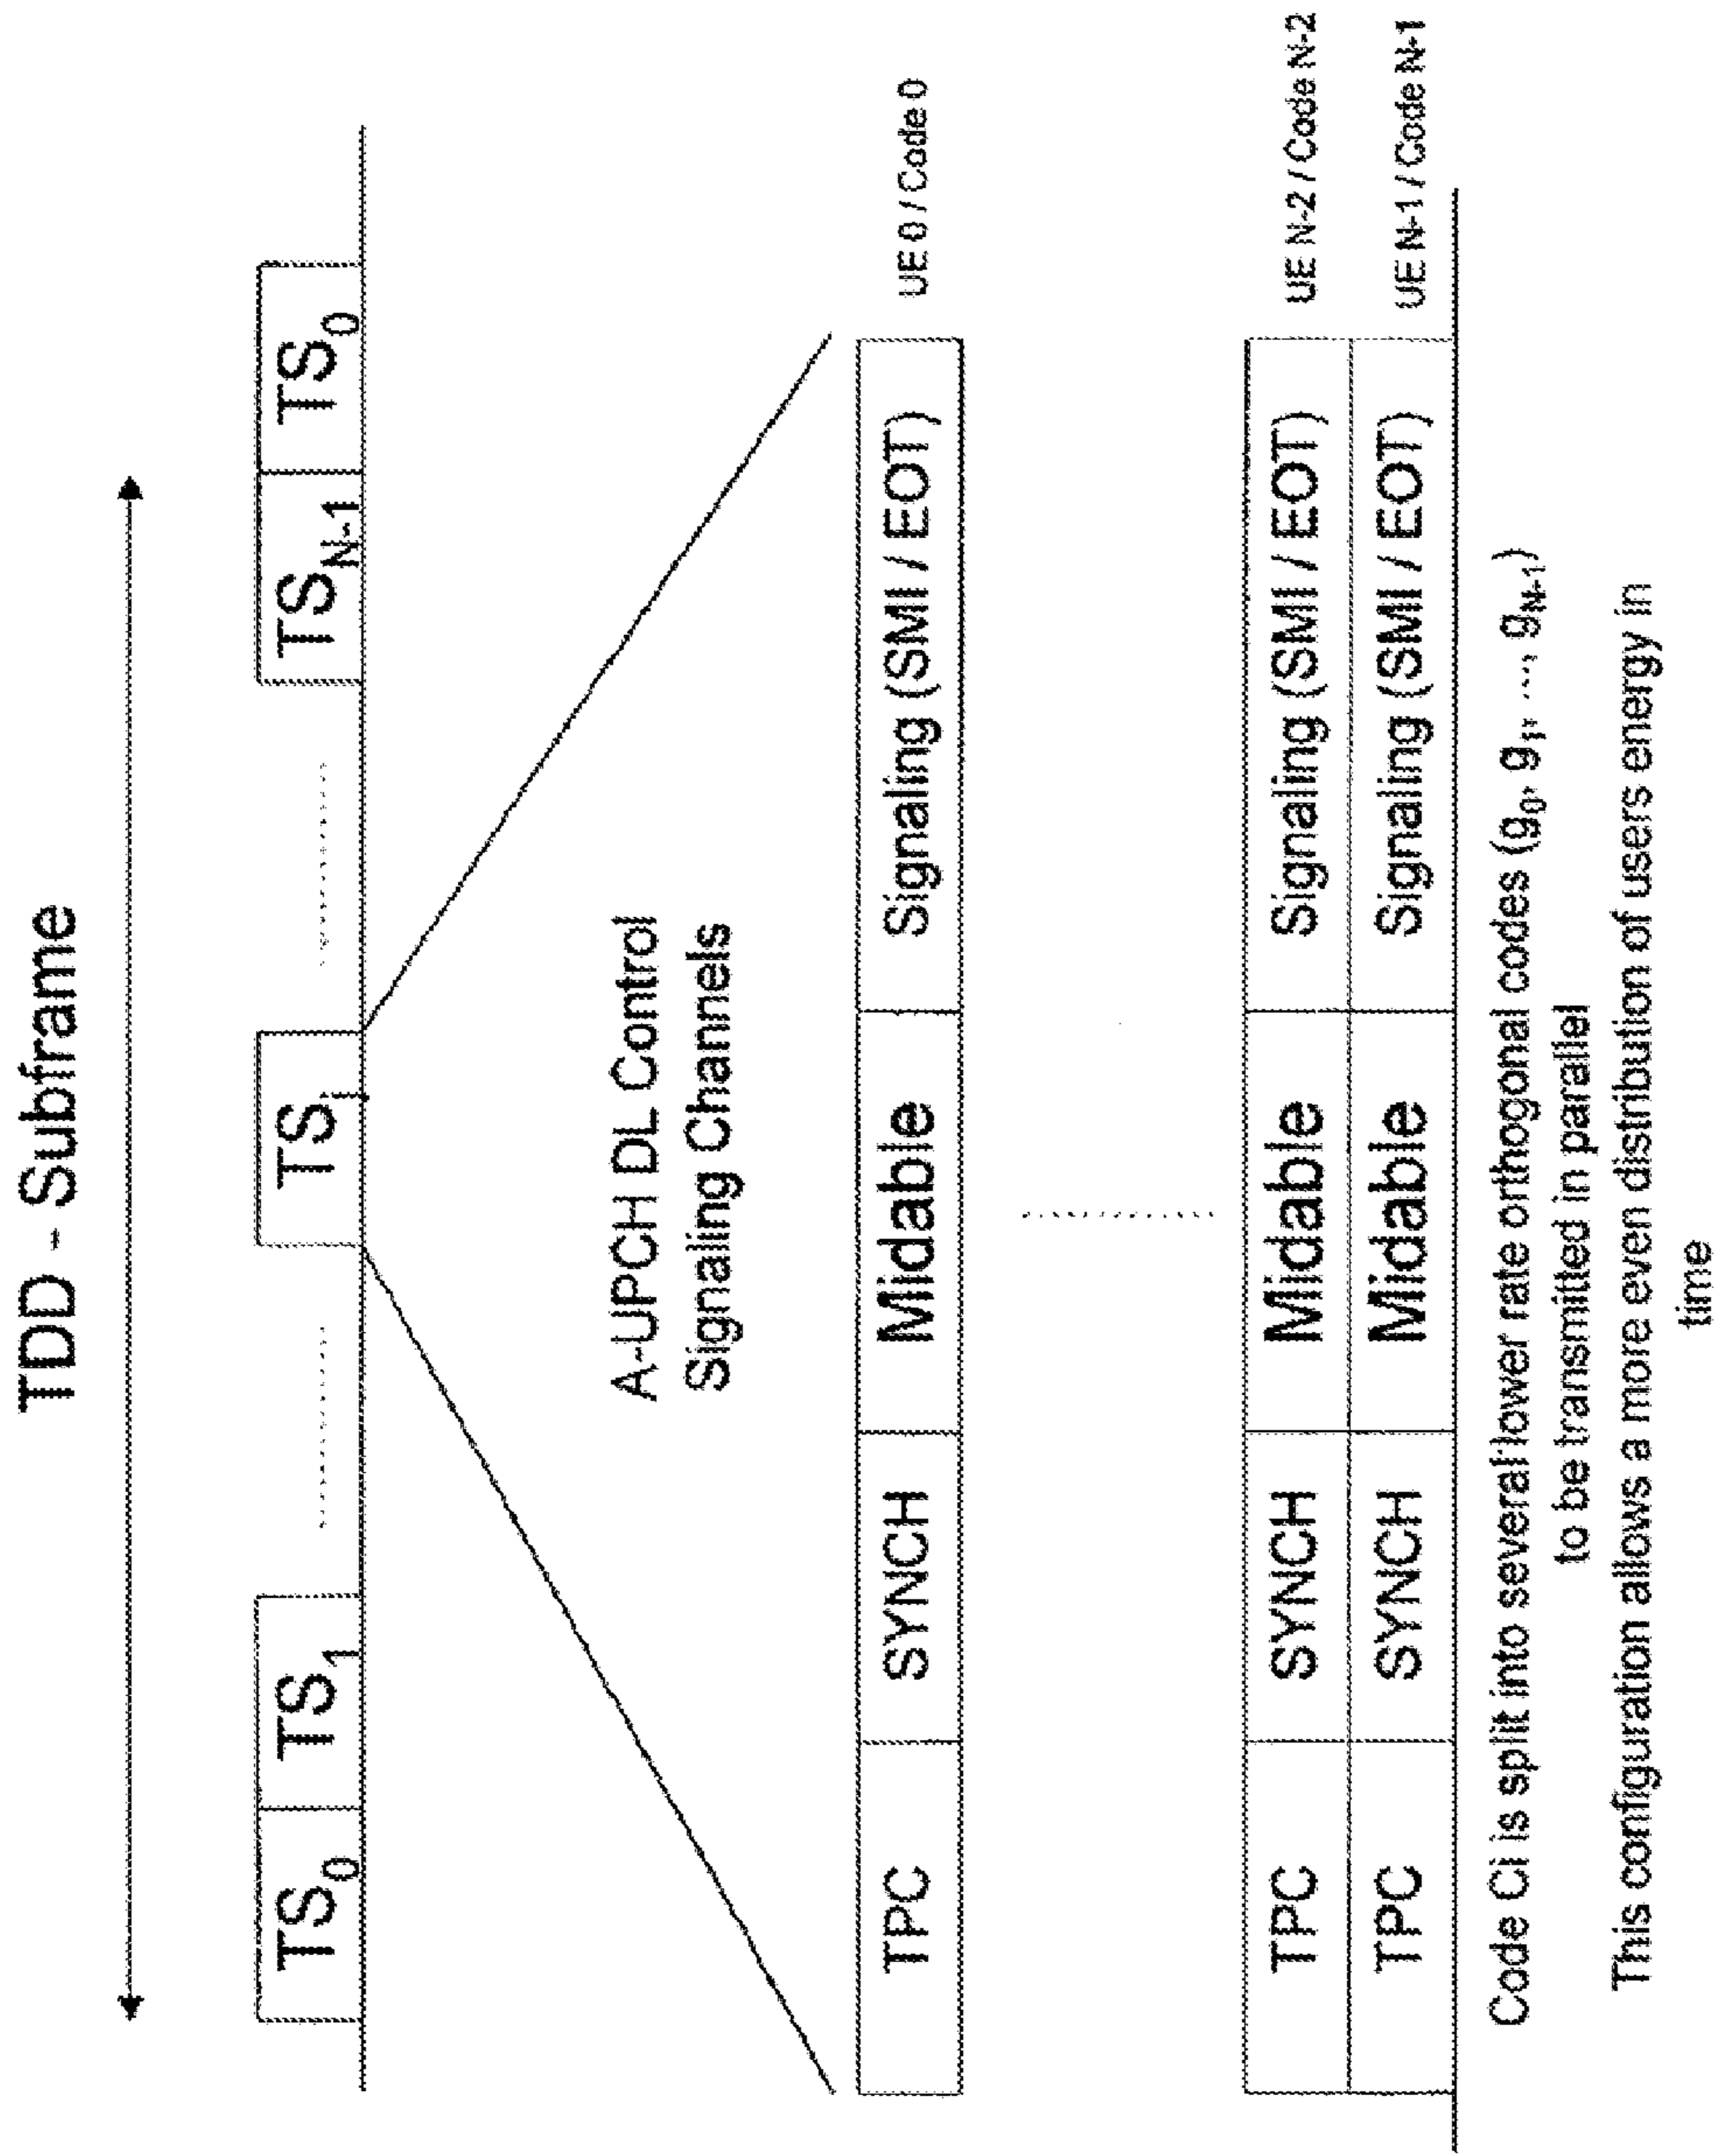 TDD - Subframe
TS0 TS1 ........ TSi ........ TSN-1 TS0
A-UPCH DL Control
Signaling Channels
TPC SYNCH Midable Signaling (SMI / EOT) UE 0 / Code 0
TPC SYNCH Midable Signaling (SMI / EOT) UE N-2 / Code N-2
TPC SYNCH Midable Signaling (SMI / EOT) UE N-1 / Code N-1
Code Ci is split into several lower rate orthogonal codes (g0, g1, ..., gN-1)
to be transmitted in parallel
This configuration allows a more even distribution of users energy in
time